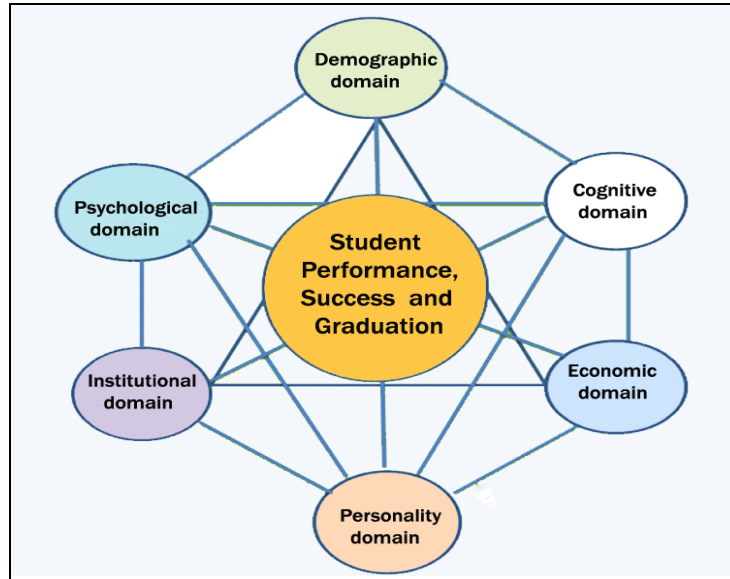 Demographic
domain
Psychological
domain
Cognitive
domain
Student
Performance,
Success and
Graduation
Institutional
domain
Economic
domain
Personality
domain